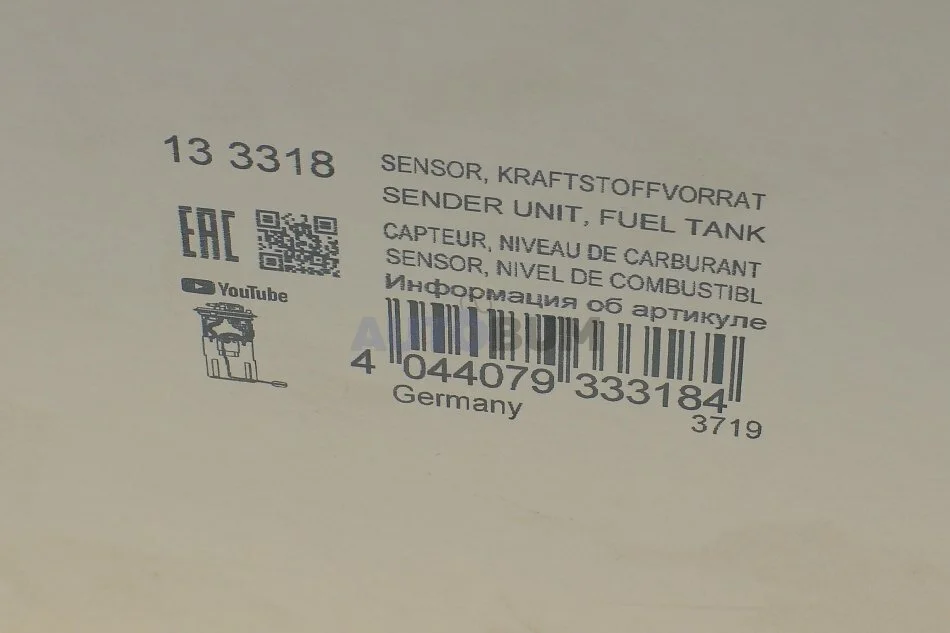 13 3318
SENSOR, KRAFTSTOFFVORRAT
SENDER UNIT, FUEL TANK
CAPTEUR, NIVEAU DE CARBURANT
SENSOR, NIVEL DE COMBUSTIBL
Информация об артикуле
EAC
YouTube
AUTOBUM
4 044079 333184
Germany
3719